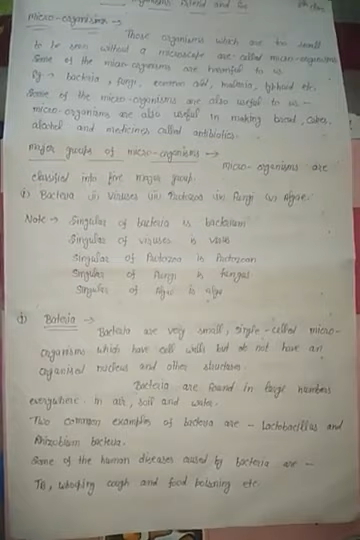 Micro-organisms →
Those organisms which are too small
to be seen without a microscope are called micro-organisms
Some of the micro-organisms are harmful to us.
Eg → bacteria, fungi, common cold, malaria, typhoid etc.
Some of the micro-organisms are also useful to us -
micro-organisms are also useful in making bread, cakes.
alcohol and medicines called antibiotics.
Major groups of micro-organisms →
Micro-organisms are
classified into five major group.
(i) Bacteria (ii) Viruses (iii) Protozoa (iv) Fungi (v) algae.
Note → Singular of bacteria is bacterium
Singular of viruses is virus
Singular of Protozoa is Protozoan
Singular of Fungi is fungus
Singular of Algae is alga
Bateria →
Bacteria are very small, single-celled micro-
organisms which have cell walls but do not have an
organised nucleus and other structures.
Bacteria are found in large numbers
everywhere. In air, soil and water.
Two common examples of bacteria are - Lactobacillus and
Rhizobium bacteria.
Some of the human diseases caused by bacteria are -
TB, whooping cough and food poisoning etc.